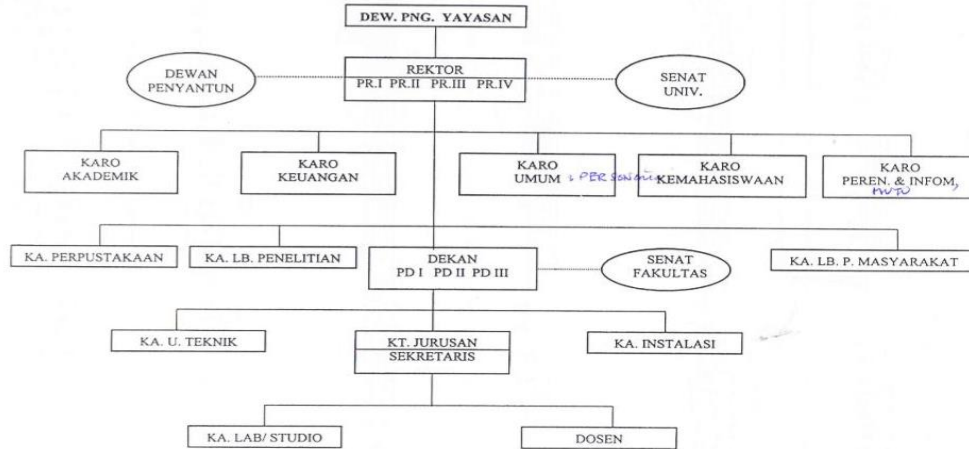 DEW. PNG. YAYASAN
DEWAN
PENYANTUN
REKTOR
PR.I PR.II PR.III PR.IV
SENAT
UNIV.
KARO
AKADEMIK
KARO
KEUANGAN
KARO
UMUM & PERSONALIA
KARO
KEMAHASISWAAN
KARO
PEREN. & INFOM,
MUTU
KA. PERPUSTAKAAN
KA. LB. PENELITIAN
DEKAN
PD I PD II PD III
SENAT
FAKULTAS
KA. LB. P. MASYARAKAT
KA. U. TEKNIK
KT. JURUSAN
SEKRETARIS
KA. INSTALASI
KA. LAB/ STUDIO
DOSEN